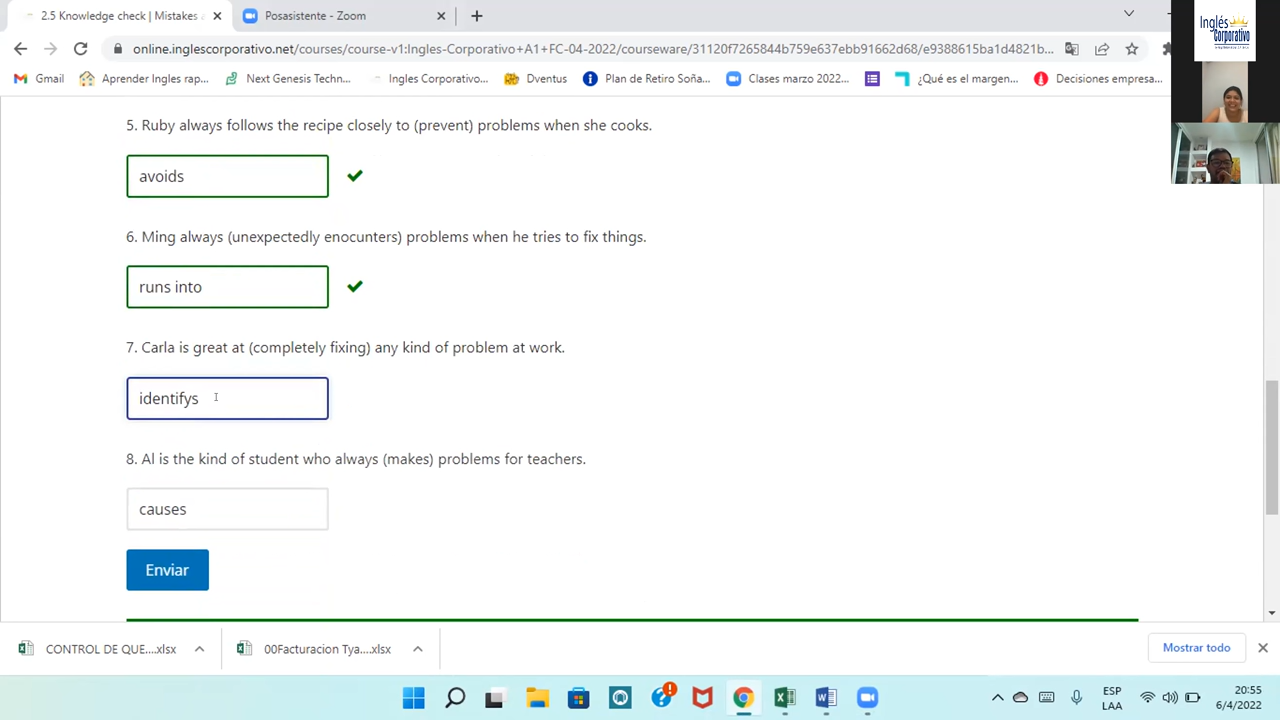 2.5 Knowledge check | Mistakes a
Posasistente - Zoom
online.inglescorporativo.net/courses/course-v1:Ingles-Corporativo+A1+FC-04-2022/courseware/31120f7265844b759e637ebb91662d68/e9388615ba1d4821b...
Gmail
Aprender Ingles rap...
Next Genesis Techn...
Ingles Corporativo...
Dventus
Plan de Retiro Soña...
Clases marzo 2022...
¿Qué es el margen...
Decisiones empresa...
Inglés
Corporativo
5. Ruby always follows the recipe closely to (prevent) problems when she cooks.
avoids
6. Ming always (unexpectedly enocunters) problems when he tries to fix things.
runs into
7. Carla is great at (completely fixing) any kind of problem at work.
identifys
8. Al is the kind of student who always (makes) problems for teachers.
causes
Enviar
CONTROL DE QUE....xlsx
00Facturacion Tya....xlsx
Mostrar todo
ESP
LAA
20:55
6/4/2022